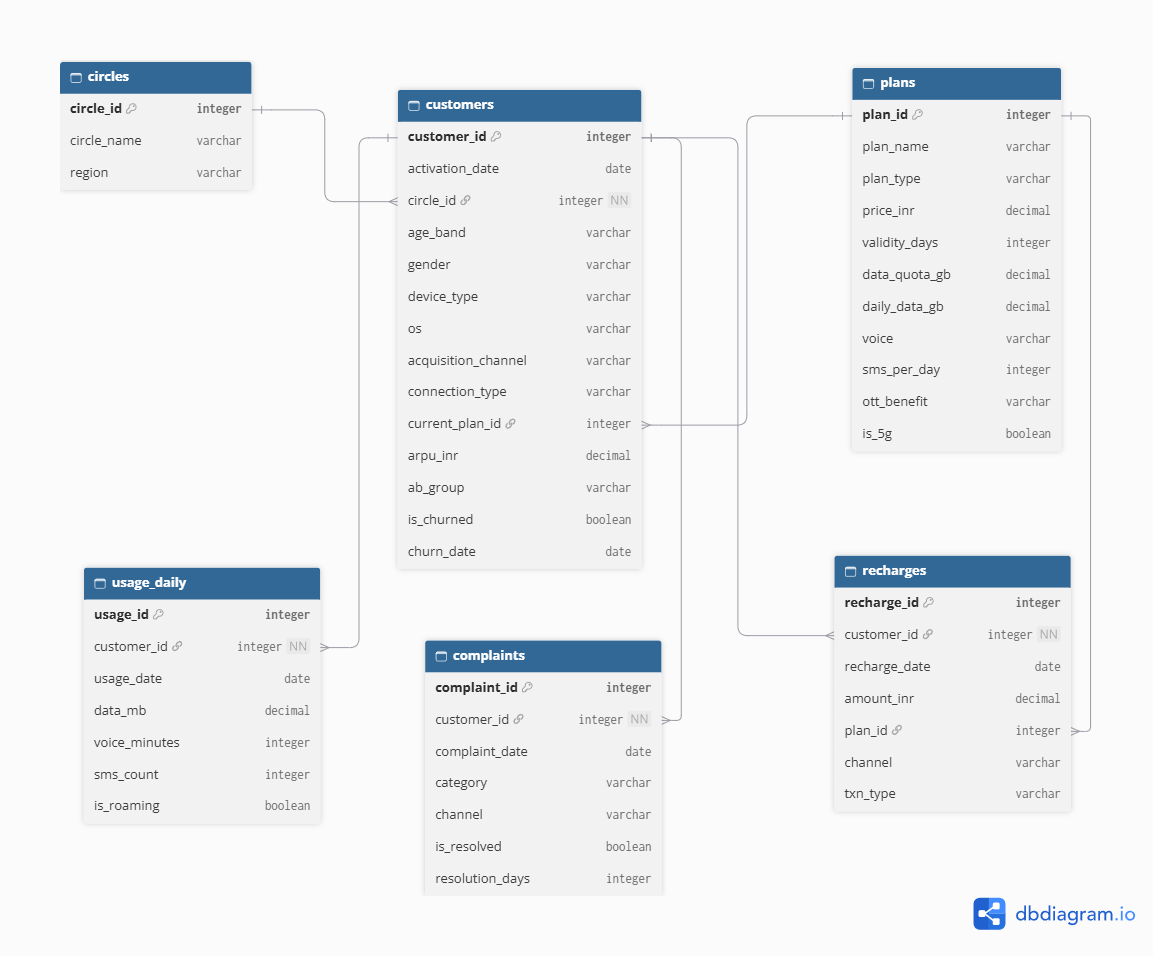 circles
circle_id integer
circle_name varchar
region varchar
customers
customer_id integer
activation_date date
circle_id integer NN
age_band varchar
gender varchar
device_type varchar
os varchar
acquisition_channel varchar
connection_type varchar
current_plan_id integer
arpu_inr decimal
ab_group varchar
is_churned boolean
churn_date date
plans
plan_id integer
plan_name varchar
plan_type varchar
price_inr decimal
validity_days integer
data_quota_gb decimal
daily_data_gb decimal
voice varchar
sms_per_day integer
ott_benefit varchar
is_5g boolean
usage_daily
usage_id integer
customer_id integer NN
usage_date date
data_mb decimal
voice_minutes integer
sms_count integer
is_roaming boolean
complaints
complaint_id integer
customer_id integer NN
complaint_date date
category varchar
channel varchar
is_resolved boolean
resolution_days integer
recharges
recharge_id integer
customer_id integer NN
recharge_date date
amount_inr decimal
plan_id integer
channel varchar
txn_type varchar
dbdiagram.io